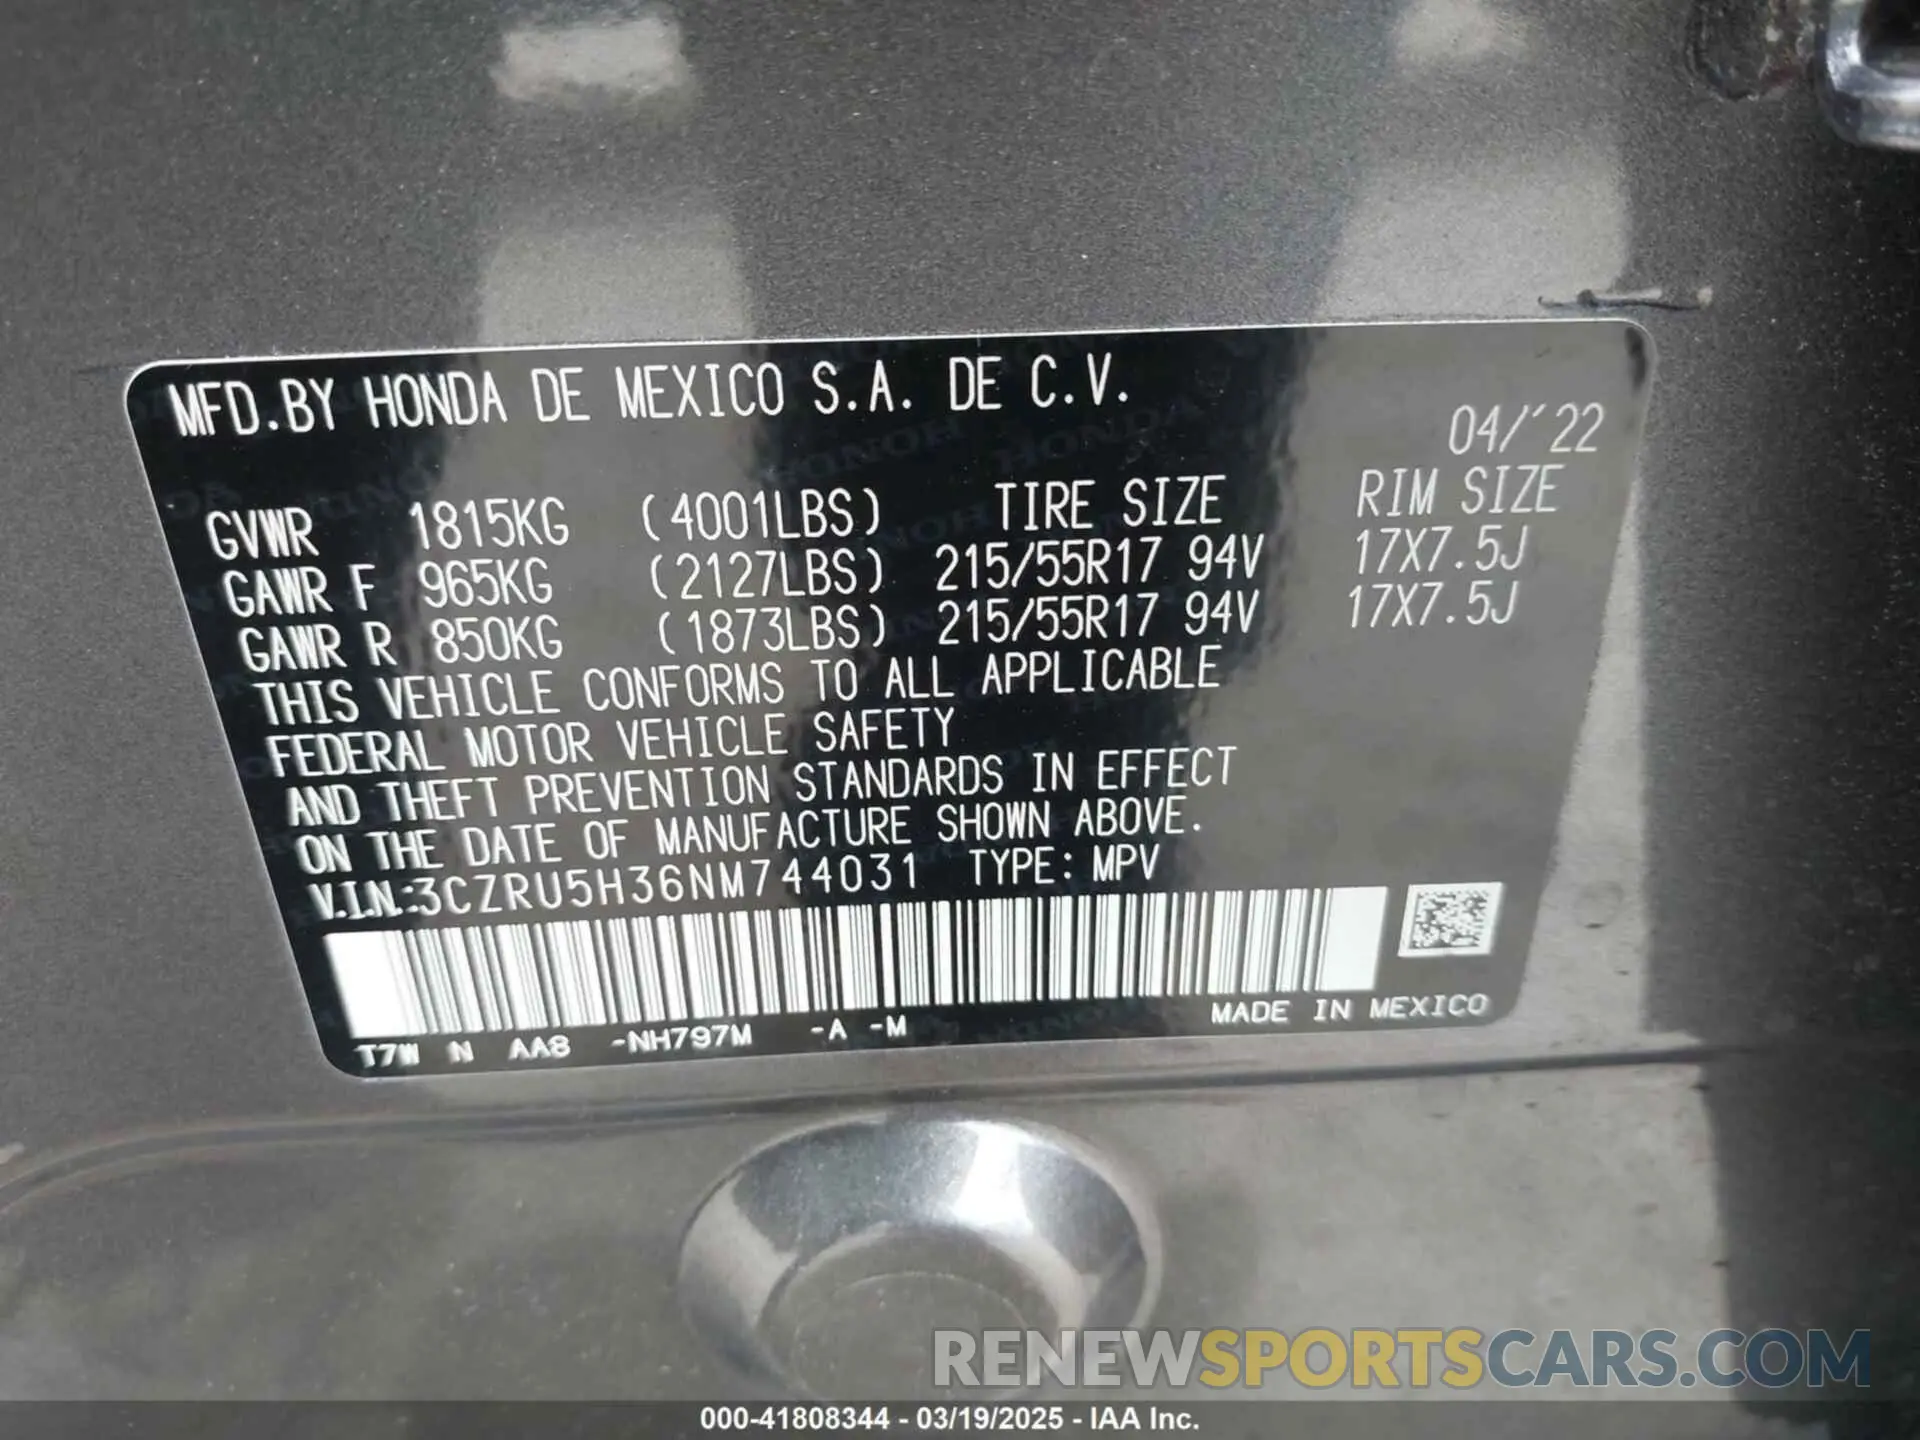 MFD.BY HONDA DE MEXICO S.A. DE C.V.
04/´22
GVWR 1815KG (4001LBS) TIRE SIZE RIM SIZE
GAWR F 965KG (2127LBS) 215/55R17 94V 17X7.5J
GAWR R 850KG (1873LBS) 215/55R17 94V 17X7.5J
THIS VEHICLE CONFORMS TO ALL APPLICABLE
FEDERAL MOTOR VEHICLE SAFETY
AND THEFT PREVENTION STANDARDS IN EFFECT
ON THE DATE OF MANUFACTURE SHOWN ABOVE.
V.I.N.:3CZRU5H36NM744031 TYPE: MPV
T7W N AA8 -NH797M -A -M MADE IN MEXICO
RENEWSPORTSCARS.COM
000-41808344 - 03/19/2025 - IAA Inc.